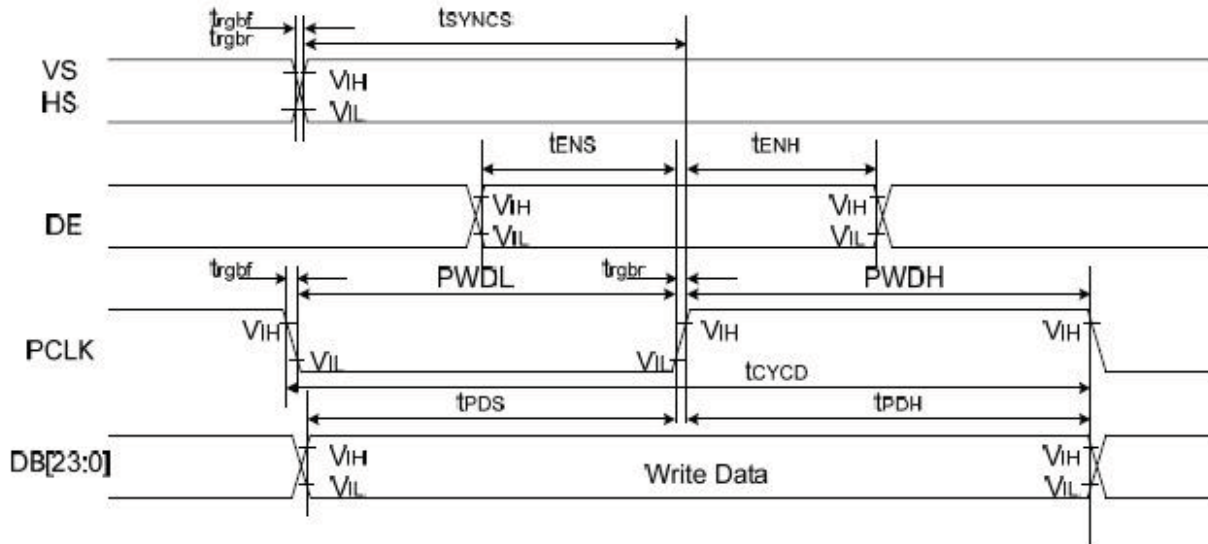 trgbf tSYNCS
trgbr
VS VIH
HS VIL
tENS tENH
DE VIH VIH
VIL VIL
trgbf PWDL trgbr PWDH
PCLK VIH VIH VIH
VIL VIL
tCYCD
tPDS tPDH
DB[23:0] VIH Write Data VIH
VIL VIL